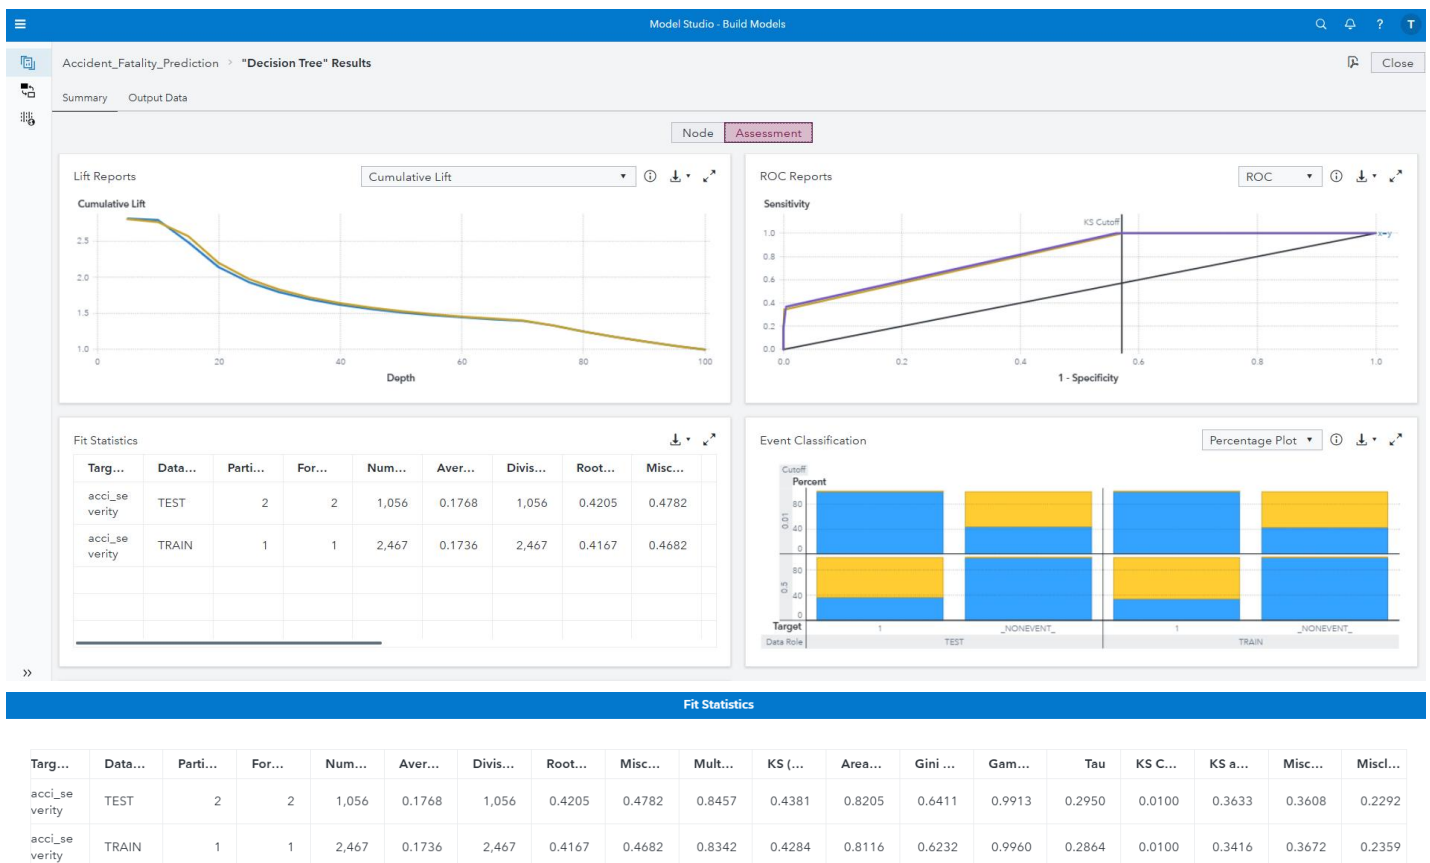 Model Studio - Build Models
? T
Accident_Fatality_Prediction > "Decision Tree" Results
Close
Summary Output Data
Node Assessment
Lift Reports
Cumulative Lift
Cumulative Lift
2.5
2.0
1.5
1.0
0 20 40 60 80 100
Depth
ROC Reports
ROC
Sensitivity
KS Cutoff
1.0
x=y
0.8
0.6
0.4
0.2
0.0
0.0 0.2 0.4 0.6 0.8 1.0
1 - Specificity
Fit Statistics
Targ... Data... Parti... For... Num... Aver... Divis... Root... Misc...
acci_se
verity TEST 2 2 1,056 0.1768 1,056 0.4205 0.4782
acci_se
verity TRAIN 1 1 2,467 0.1736 2,467 0.4167 0.4682
Event Classification
Percentage Plot
Cutoff
Percent
0.01
80
40
0
0.5
80
40
0
Target 1 _NONEVENT_ 1 _NONEVENT_
Data Role TEST TRAIN
Fit Statistics
Targ... Data... Parti... For... Num... Aver... Divis... Root... Misc... Mult... KS (... Area... Gini ... Gam... Tau KS C... KS a... Misc... Miscl...
acci_se
verity TEST 2 2 1,056 0.1768 1,056 0.4205 0.4782 0.8457 0.4381 0.8205 0.6411 0.9913 0.2950 0.0100 0.3633 0.3608 0.2292
acci_se
verity TRAIN 1 1 2,467 0.1736 2,467 0.4167 0.4682 0.8342 0.4284 0.8116 0.6232 0.9960 0.2864 0.0100 0.3416 0.3672 0.2359